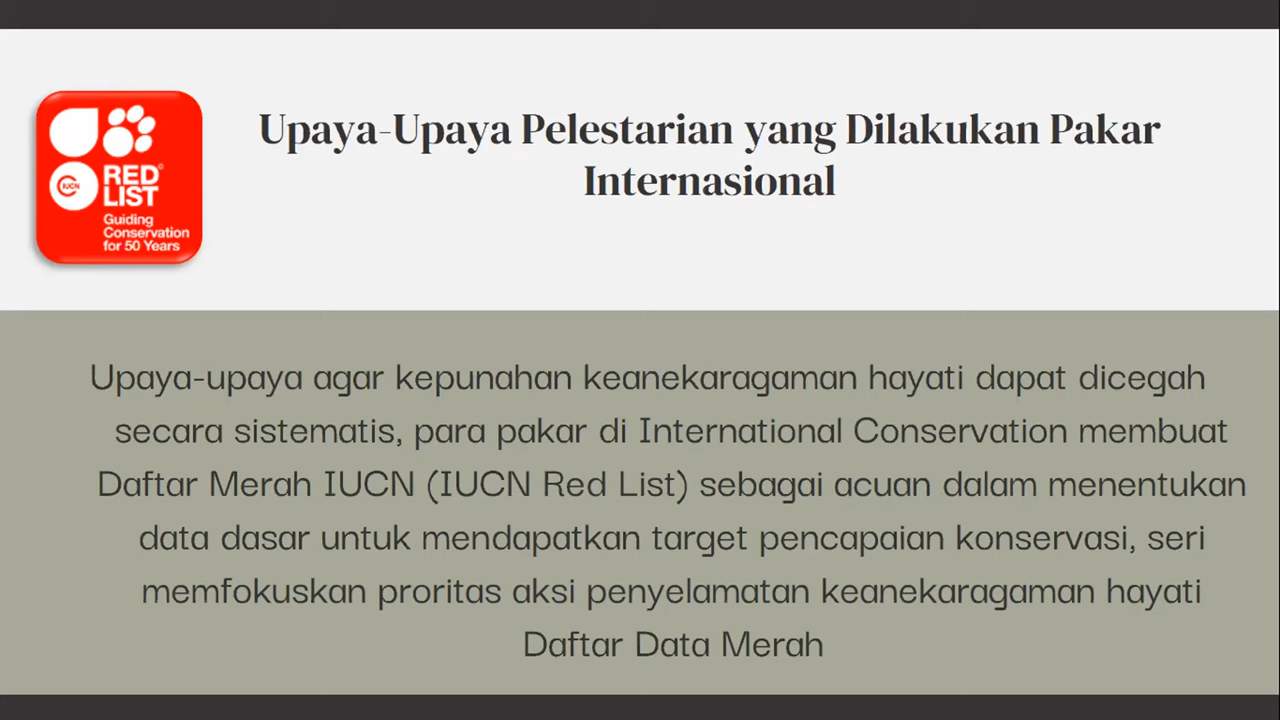 Upaya-Upaya Pelestarian yang Dilakukan Pakar
Internasional
IUCN
RED
LIST
Guiding
Conservation
for 50 Years
Upaya-upaya agar kepunahan keanekaragaman hayati dapat dicegah
secara sistematis, para pakar di International Conservation membuat
Daftar Merah IUCN (IUCN Red List) sebagai acuan dalam menentukan
data dasar untuk mendapatkan target pencapaian konservasi, seri
memfokuskan proritas aksi penyelamatan keanekaragaman hayati
Daftar Data Merah